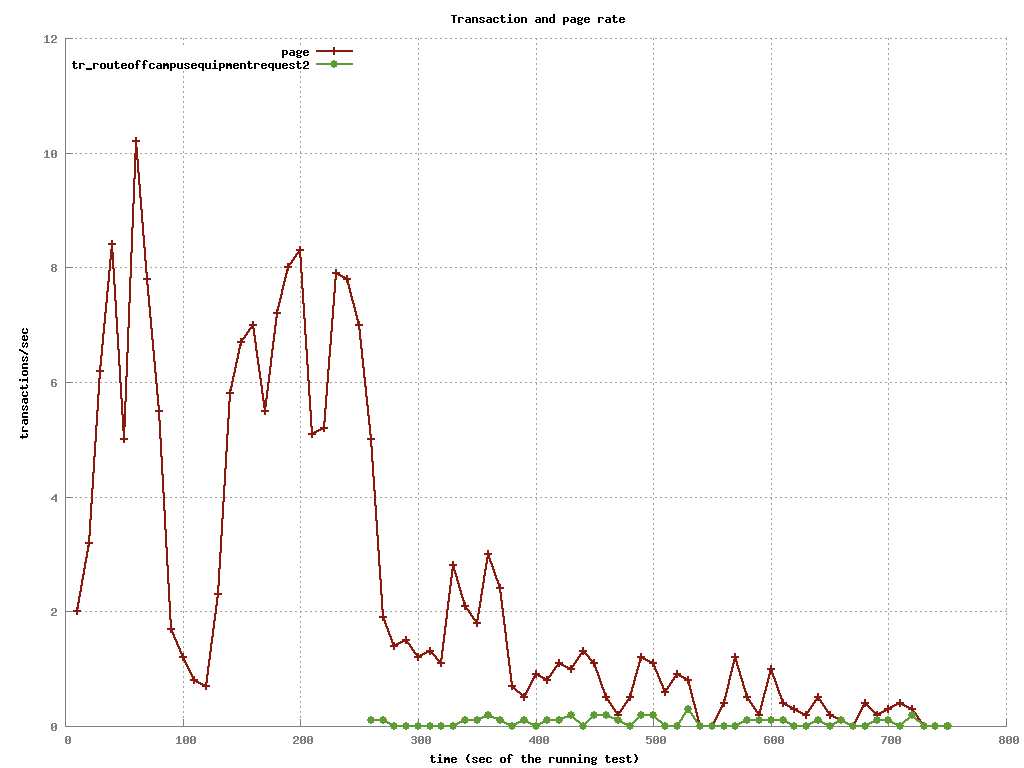 Transaction and page rate
12
page
tr_routeoffcampusequipmentrequest2
10
8
6
4
2
0
transactions/sec
0 100 200 300 400 500 600 700 800
time (sec of the running test)